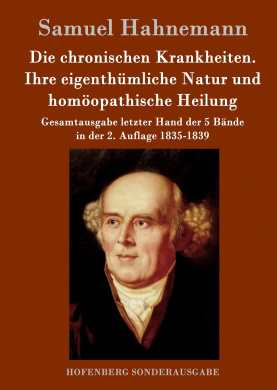 Samuel Hahnemann
Die chronischen Krankheiten.
Ihre eigenthümliche Natur und
homöopathische Heilung
Gesamtausgabe letzter Hand der 5 Bände
in der 2. Auflage 1835-1839
HOFENBERG SONDERAUSGABE